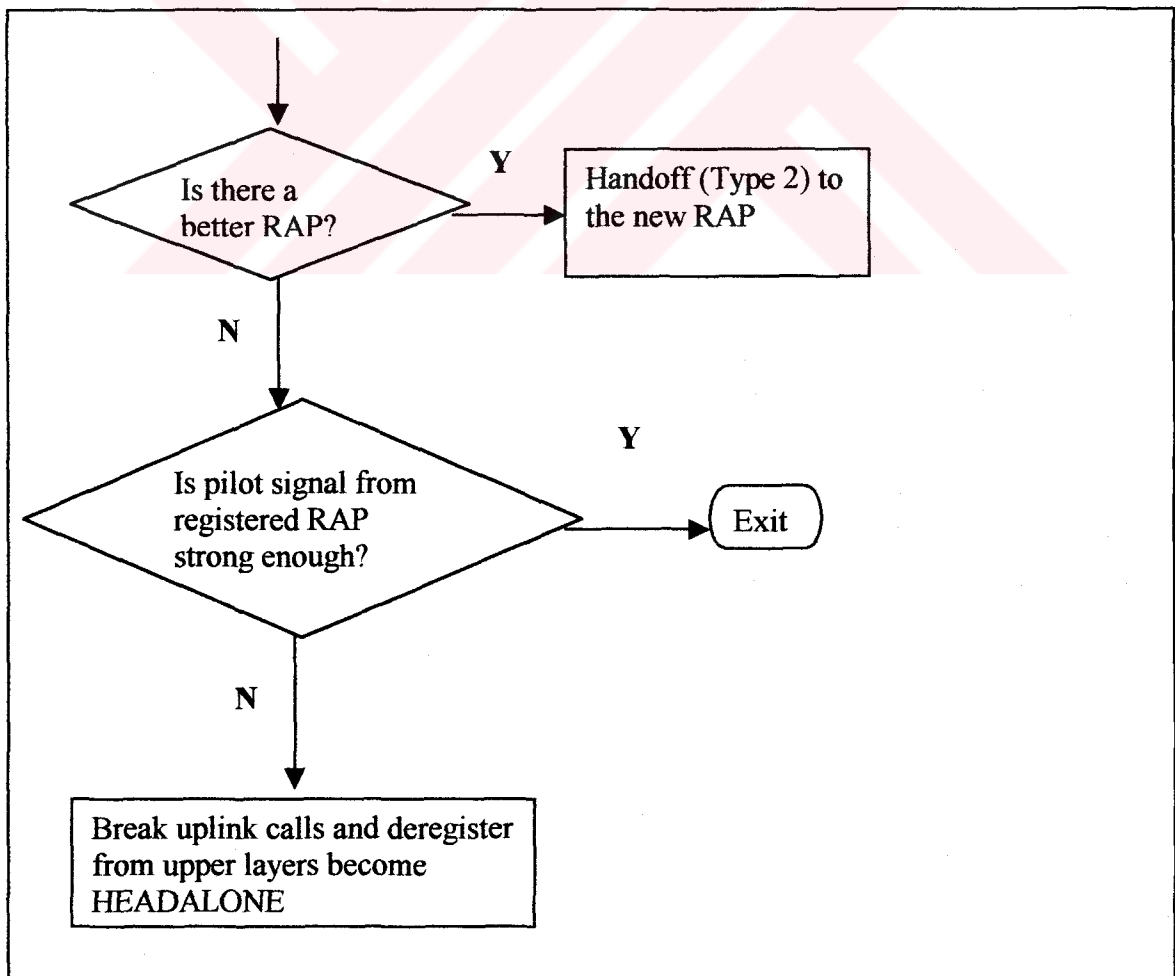 Is there a
better RAP?
Y
Handoff (Type 2) to
the new RAP
N
Is pilot signal from
registered RAP
strong enough?
Y
Exit
N
Break uplink calls and deregister
from upper layers become
HEADALONE